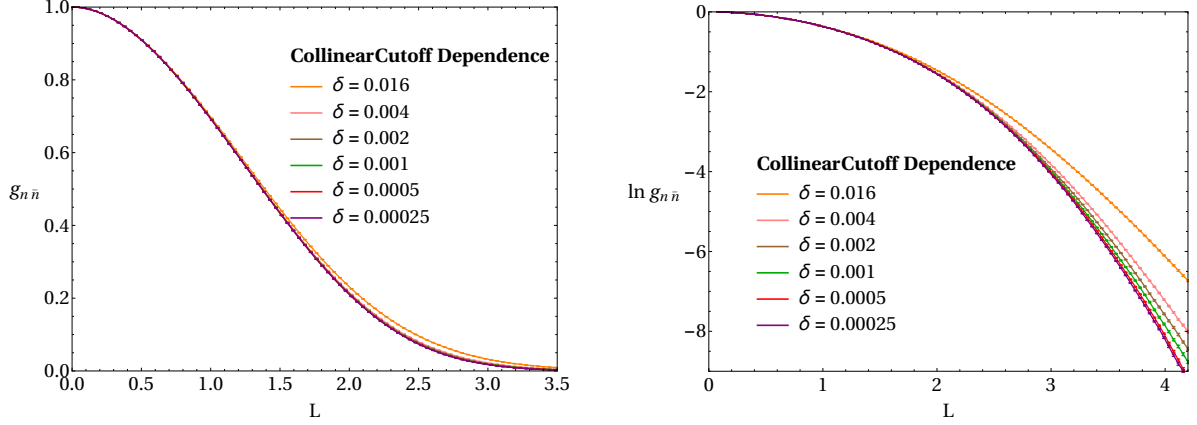 1.0
0.8
0.6
0.4
0.2
0.0
g_{n n̄}
CollinearCutoff Dependence
δ = 0.016
δ = 0.004
δ = 0.002
δ = 0.001
δ = 0.0005
δ = 0.00025
0.0 0.5 1.0 1.5 2.0 2.5 3.0 3.5
L
0
−2
−4
−6
−8
ln g_{n n̄}
CollinearCutoff Dependence
δ = 0.016
δ = 0.004
δ = 0.002
δ = 0.001
δ = 0.0005
δ = 0.00025
0 1 2 3 4
L